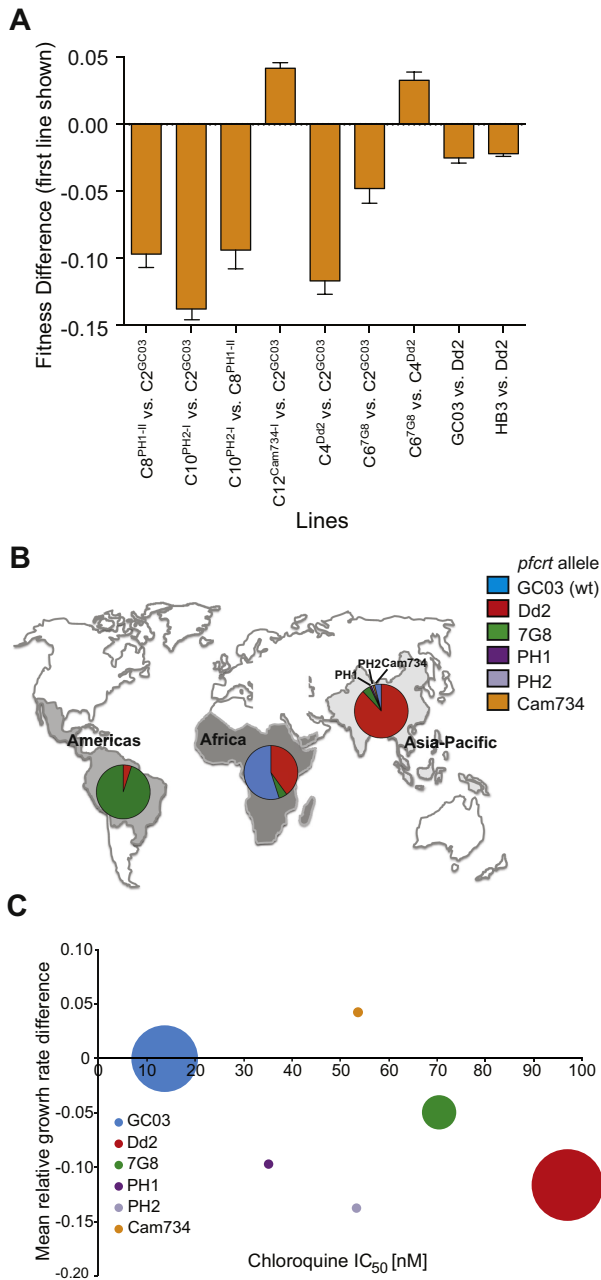 A
Fitness Difference (first line shown)
0.05
0.00
-0.05
-0.10
-0.15
C8PH1-II vs. C2GC03
C10PH2-I vs. C2GC03
C10PH2-I vs. C8PH1-II
C12Cam734-I vs. C2GC03
C4Dd2 vs. C2GC03
C67G8 vs. C2GC03
C67G8 vs. C4Dd2
GC03 vs. Dd2
HB3 vs. Dd2
Lines
B
pfcrt allele
GC03 (wt)
Dd2
7G8
PH1
PH2
Cam734
PH1
PH2
Cam734
Americas
Africa
Asia-Pacific
C
Mean relative growrh rate difference
0.10
0.05
0
-0.05
-0.10
-0.15
-0.20
0 10 20 30 40 50 60 70 80 90 100
GC03
Dd2
7G8
PH1
PH2
Cam734
Chloroquine IC50 [nM]